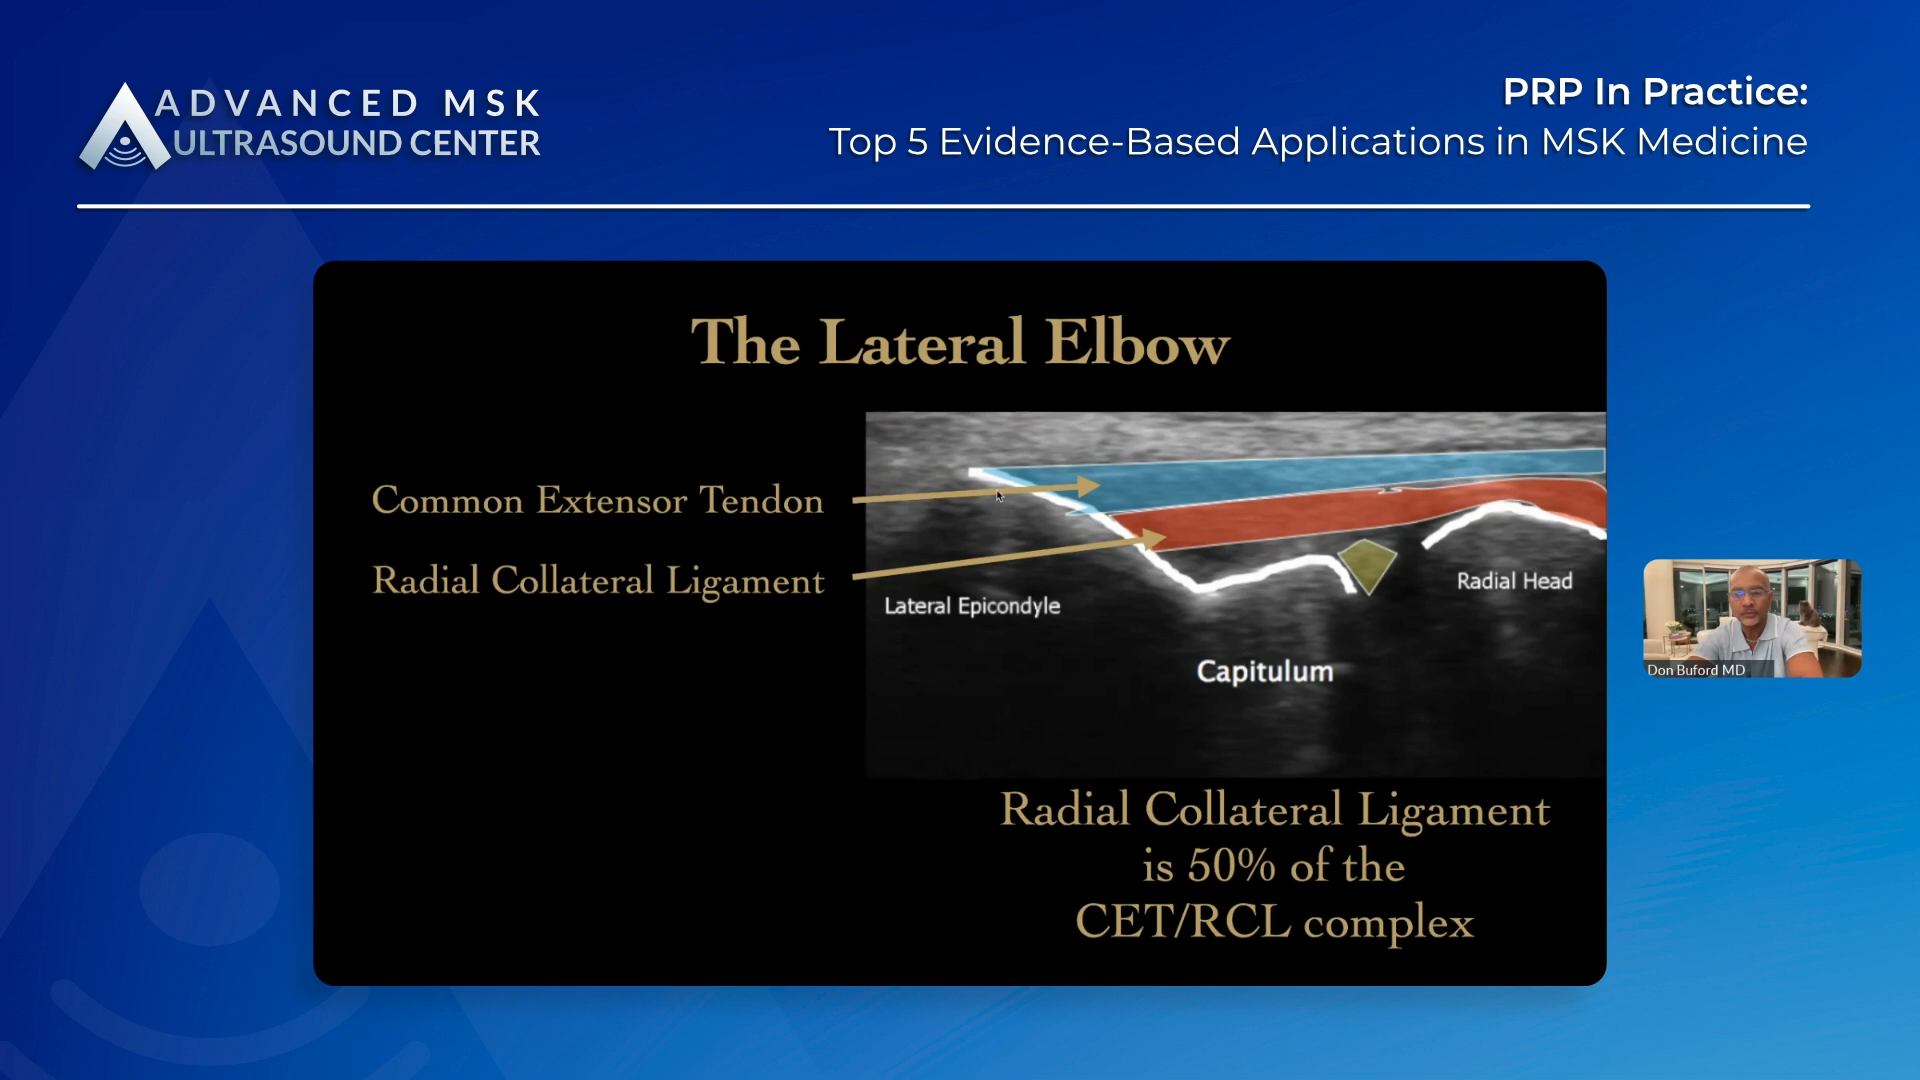 ADVANCED MSK
ULTRASOUND CENTER
PRP In Practice:
Top 5 Evidence-Based Applications in MSK Medicine
The Lateral Elbow
Common Extensor Tendon
Radial Collateral Ligament
Lateral Epicondyle
Capitulum
Radial Head
Radial Collateral Ligament
is 50% of the
CET/RCL complex
Don Buford MD